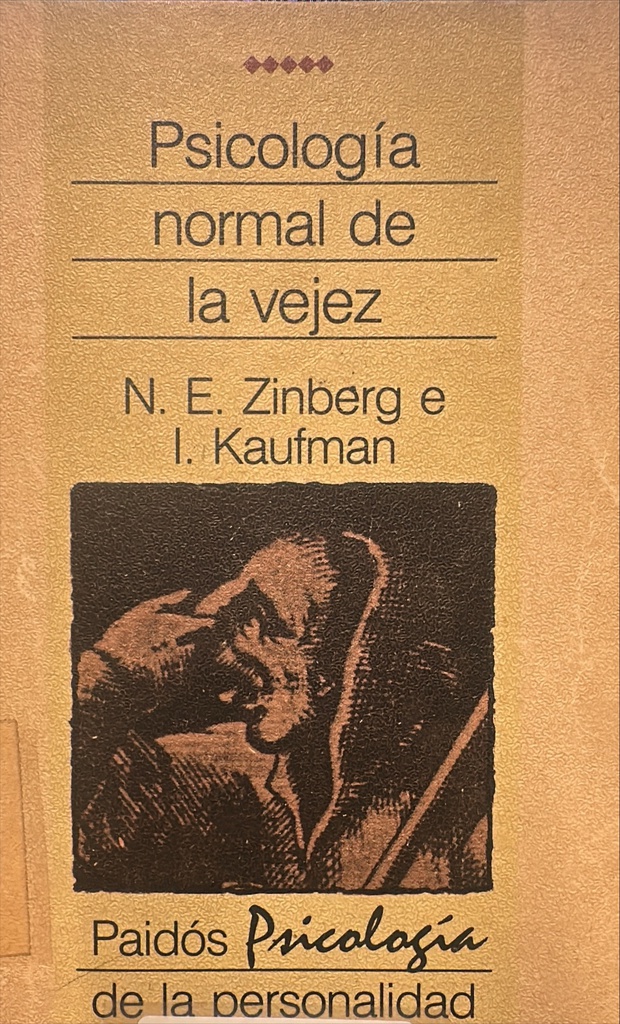 Psicología
normal de
la vejez
N. E. Zinberg e
I. Kaufman
Paidós Psicología
de la personalidad